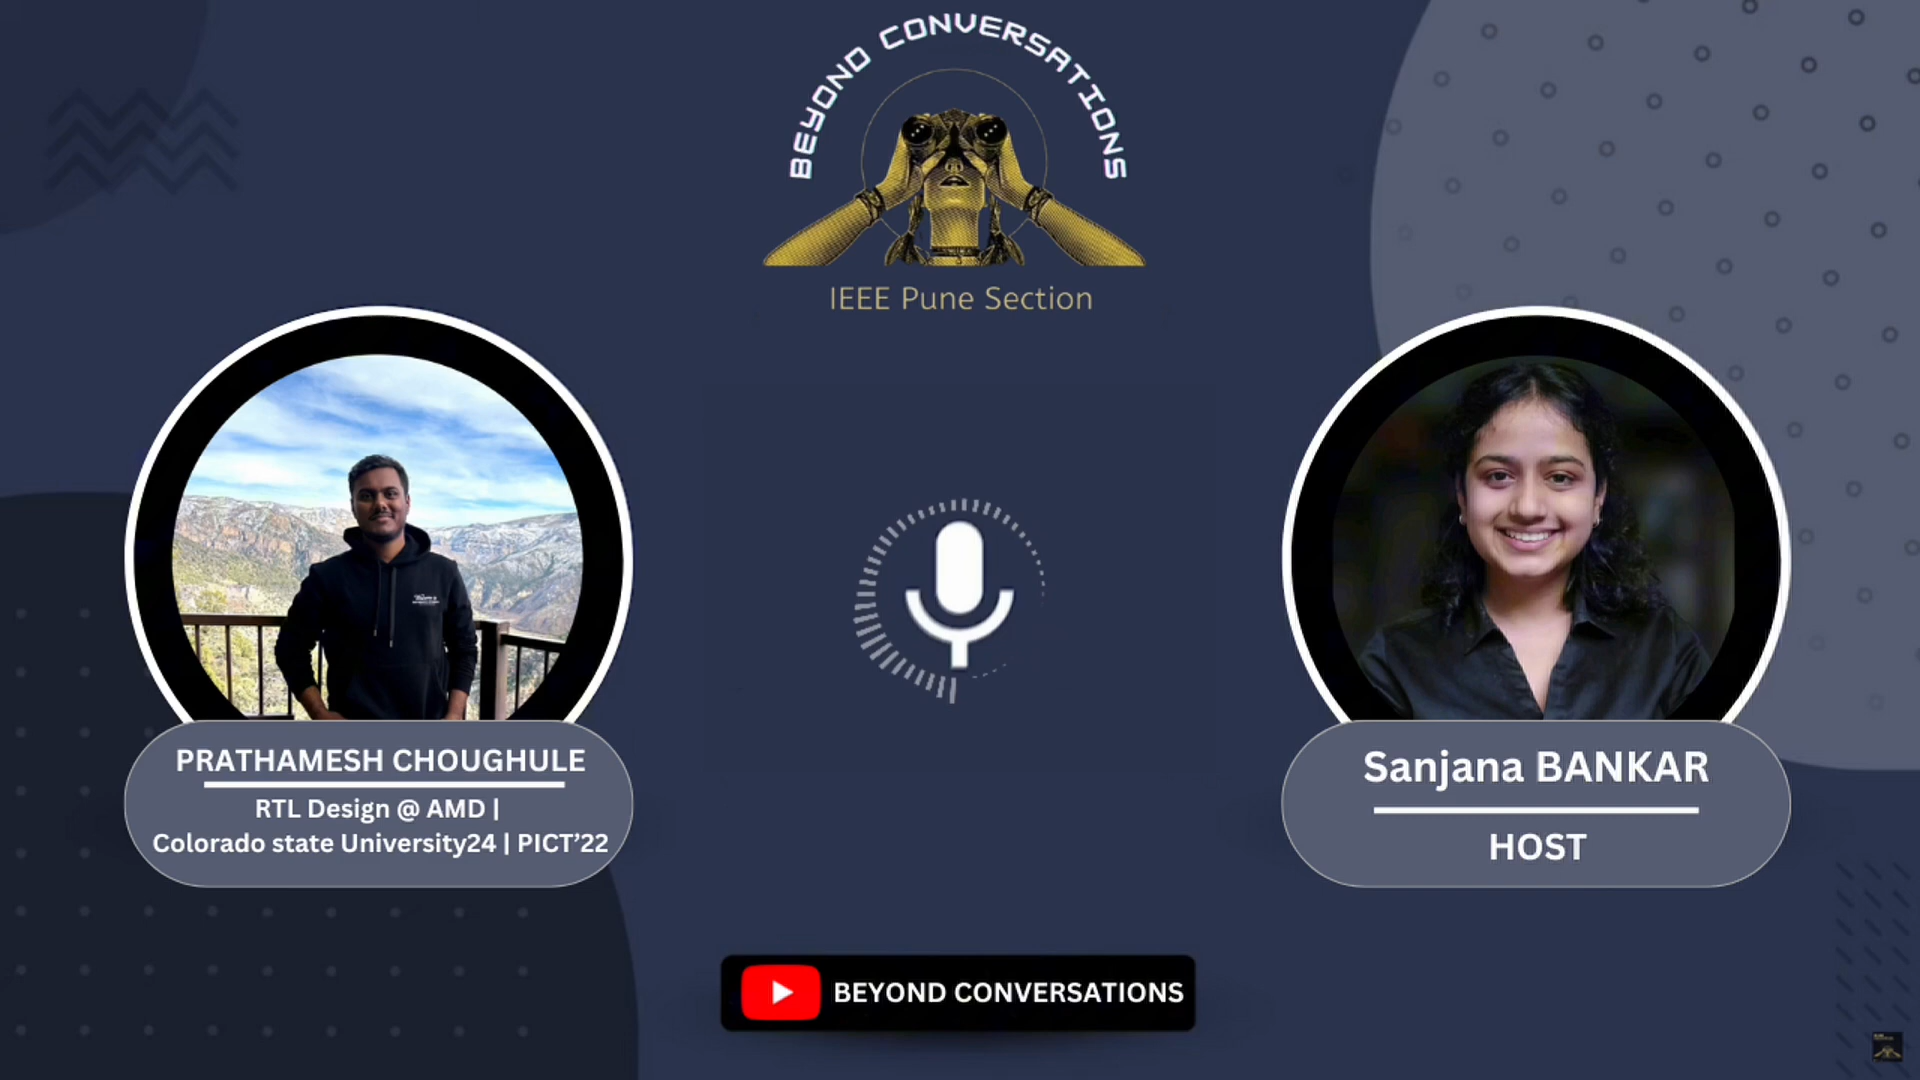 BEYOND CONVERSATIONS
IEEE Pune Section
PRATHAMESH CHOUGHULE
RTL Design @ AMD |
Colorado state University24 | PICT’22
Sanjana BANKAR
HOST
BEYOND CONVERSATIONS